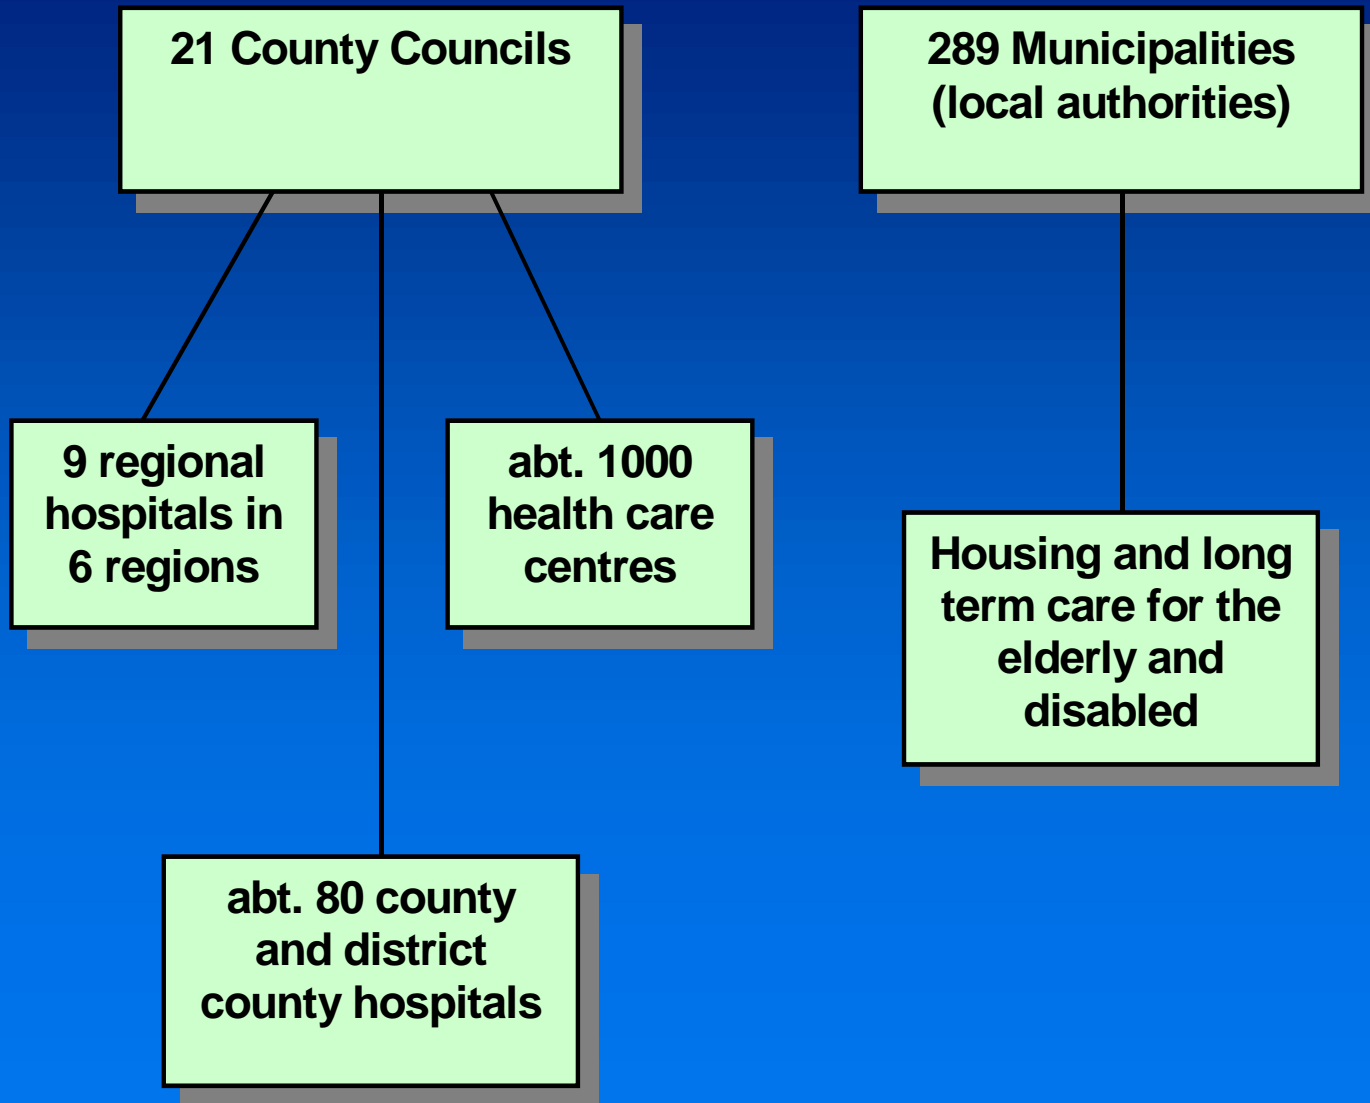 21 County Councils
289 Municipalities
(local authorities)
9 regional
hospitals in
6 regions
abt. 1000
health care
centres
Housing and long
term care for the
elderly and
disabled
abt. 80 county
and district
county hospitals